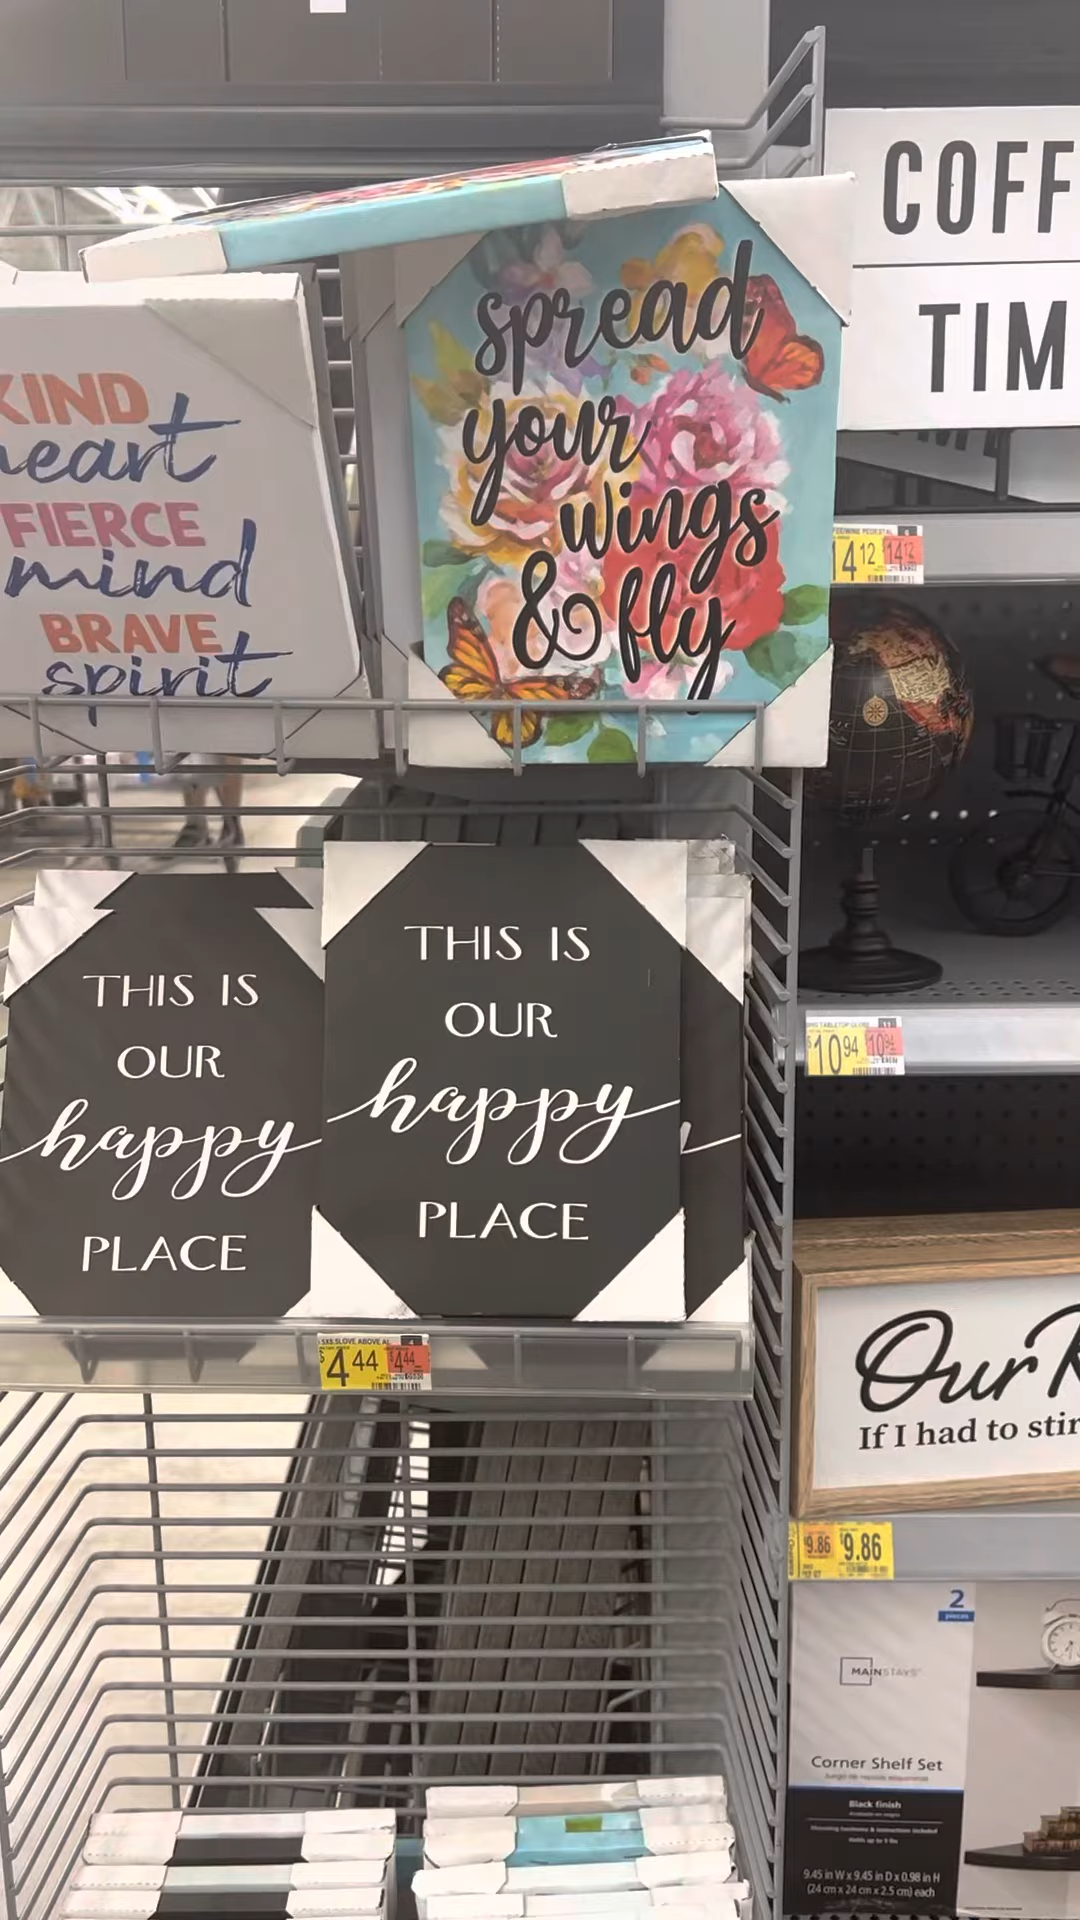 COFF
TIM
spread
your
wings
& fly
KIND
heart
FIERCE
mind
BRAVE
spirit
14.12 14.12
THIS IS
OUR
happy
PLACE
THIS IS
OUR
happy
PLACE
$10.94 10.94
$4.44 $4.44
Our R
If I had to stir
9.86 $9.86
2
pieces
MAINSTAYS
Corner Shelf Set
Black finish
9.45 in W x 9.45 in D x 0.98 in H
(24 cm x 24 cm x 2.5 cm) each